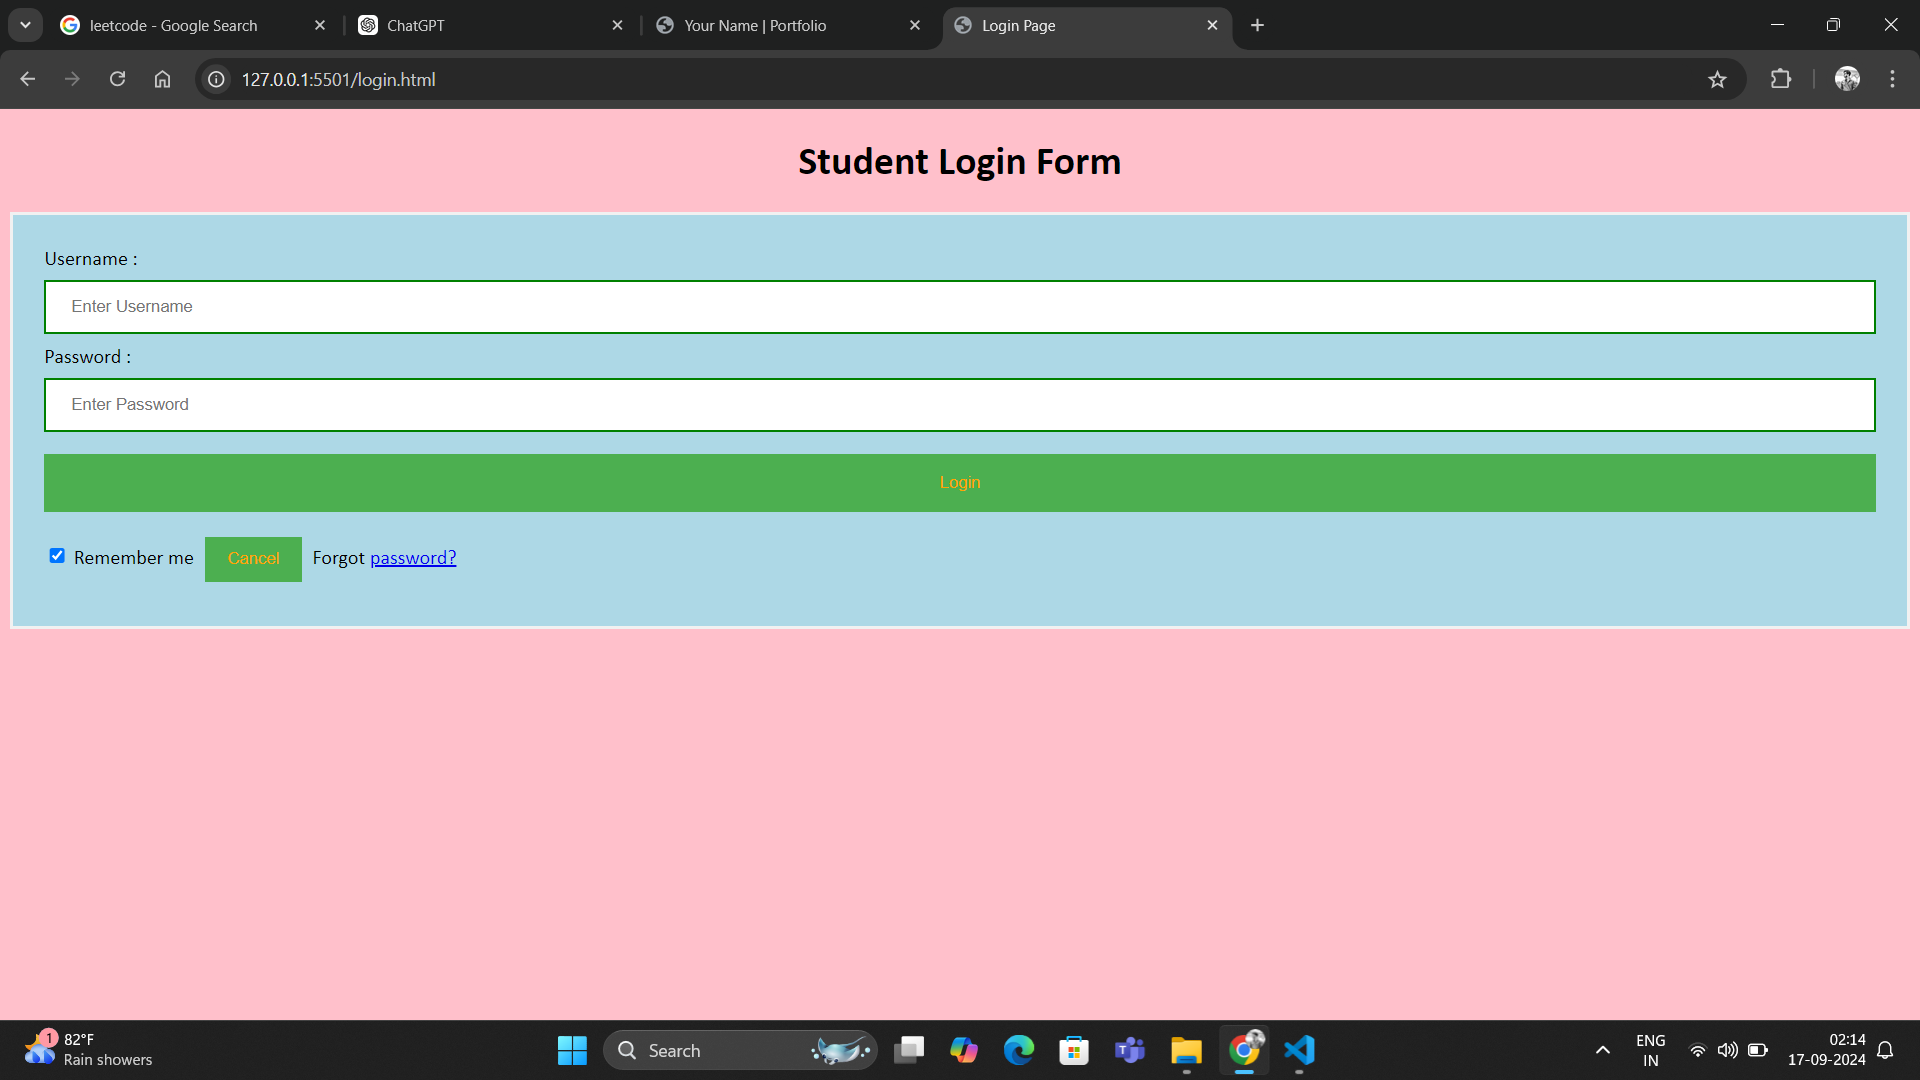 leetcode - Google Search
ChatGPT
Your Name | Portfolio
Login Page
127.0.0.1:5501/login.html
Student Login Form
Username :
Enter Username
Password :
Enter Password
Login
Remember me Cancel Forgot password?
1
82°F
Rain showers
Search
ENG
IN
02:14
17-09-2024